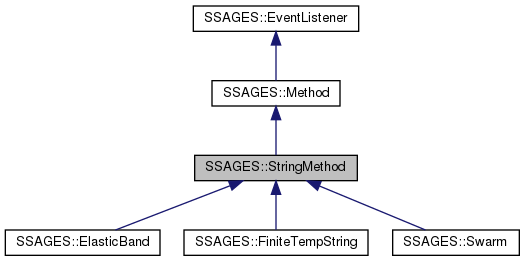 SSAGES::EventListener
SSAGES::Method
SSAGES::StringMethod
SSAGES::ElasticBand
SSAGES::FiniteTempString
SSAGES::Swarm